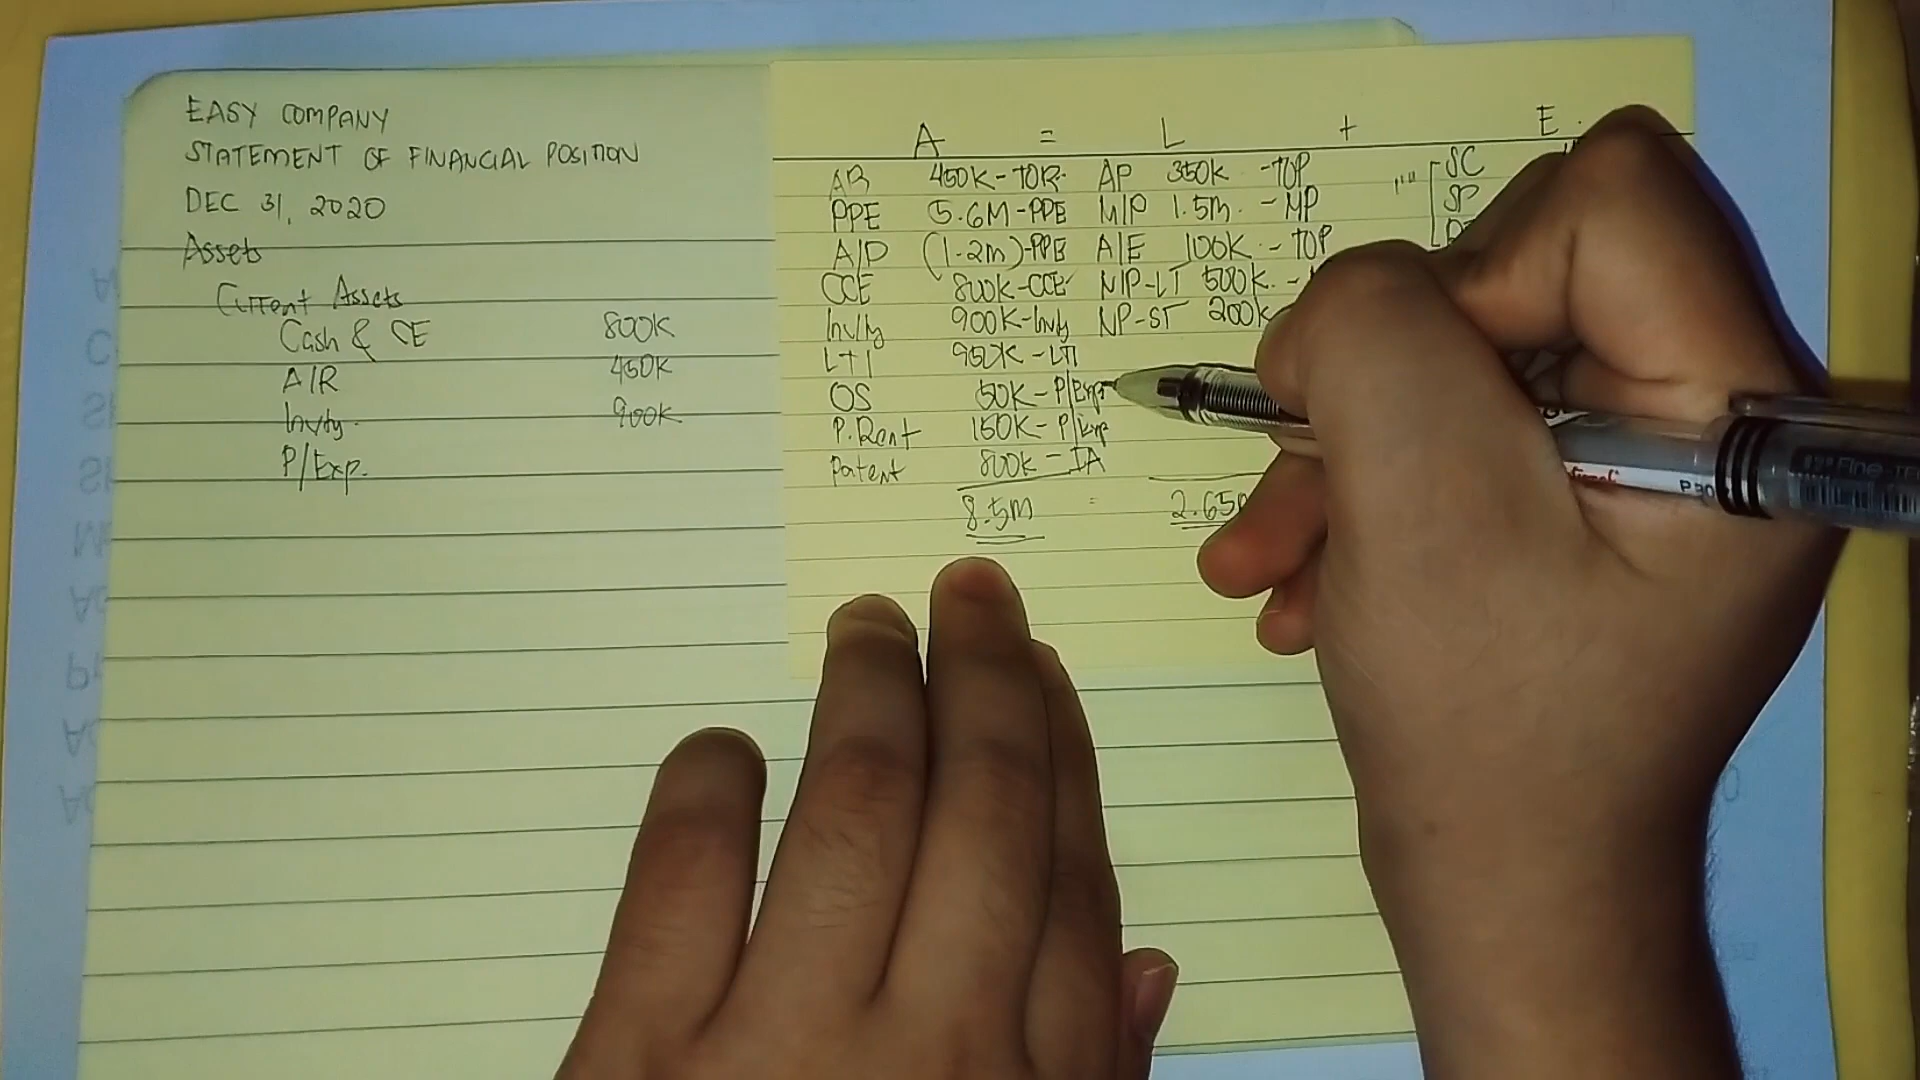 EASY COMPANY
STATEMENT OF FINANCIAL POSITION
DEC 31, 2020
Assets
Current Assets
Cash & CE 800K
A/R 450K
Invty. 900K
P/Exp.
A = L + E
AR 450K-TOR AP 350K -TOP SC
PPE 5.6M-PPE M/P 1.5m. -MP SP
A/D (1.2m)-PPE A/E 100K -TOP
CCE 800K-CCE N/P-LT 500K. -
Invty 900K-Invty NP-ST 200K
LTI 950K-LTI
OS 50K-P/Exp
P.Rent 150K-P/Exp
Patent 800K-IA
8.5m = 2.65